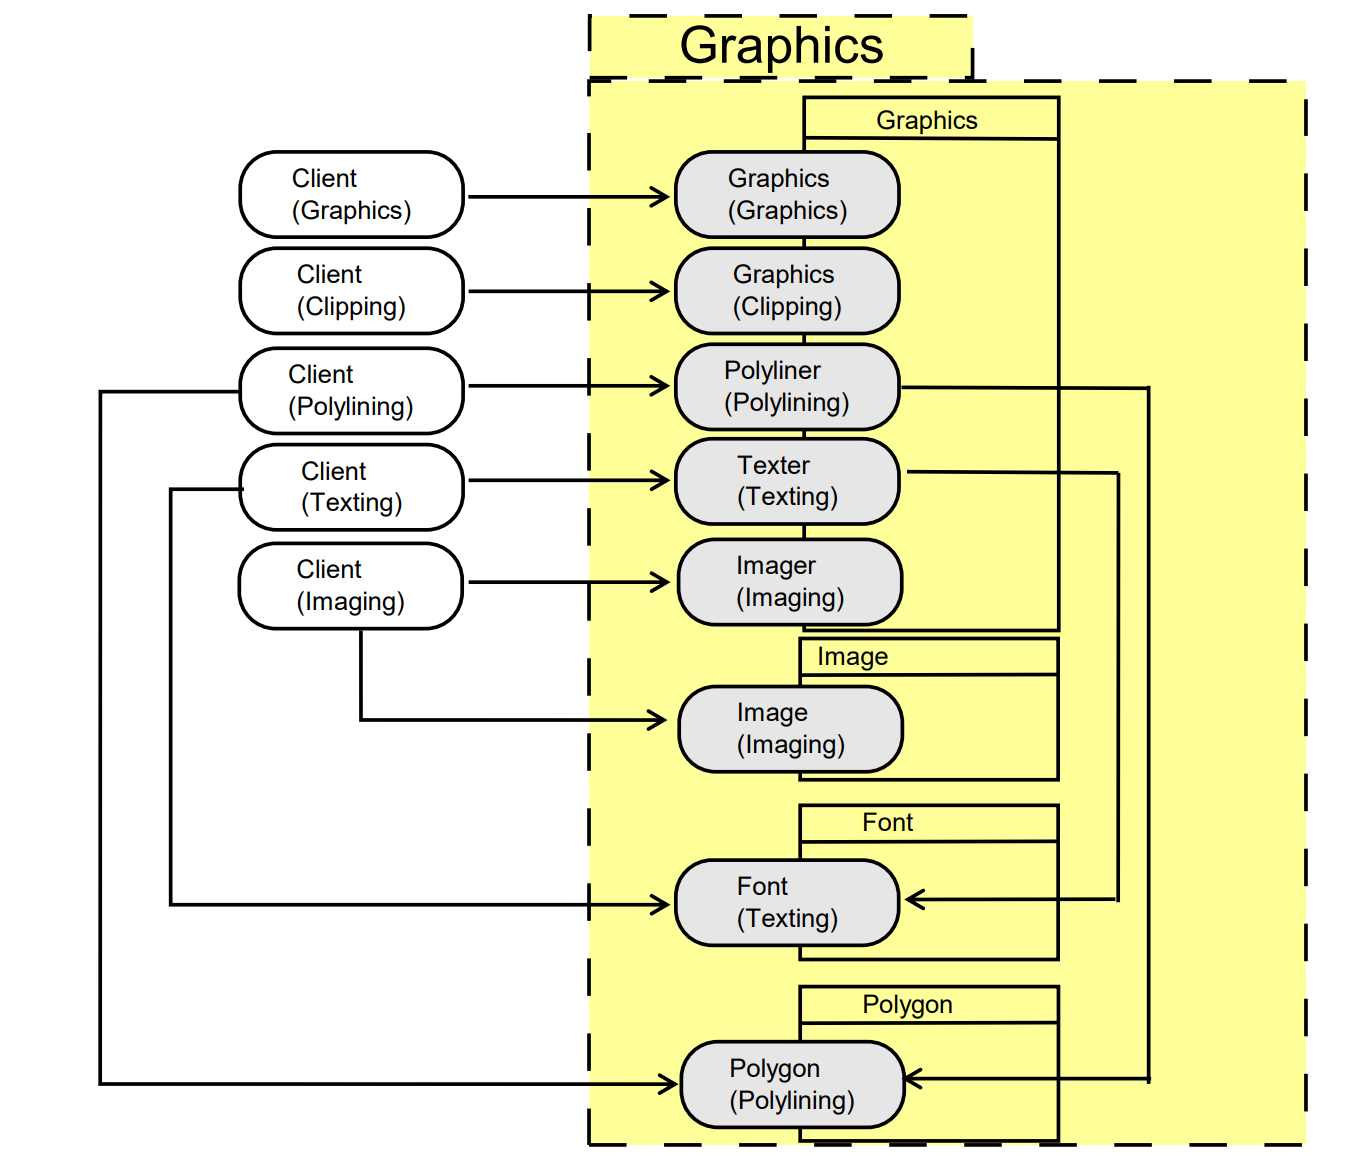 Graphics
Graphics
Client
(Graphics)
Graphics
(Graphics)
Client
(Clipping)
Graphics
(Clipping)
Client
(Polylining)
Polyliner
(Polylining)
Client
(Texting)
Texter
(Texting)
Client
(Imaging)
Imager
(Imaging)
Image
Image
(Imaging)
Font
Font
(Texting)
Polygon
Polygon
(Polylining)